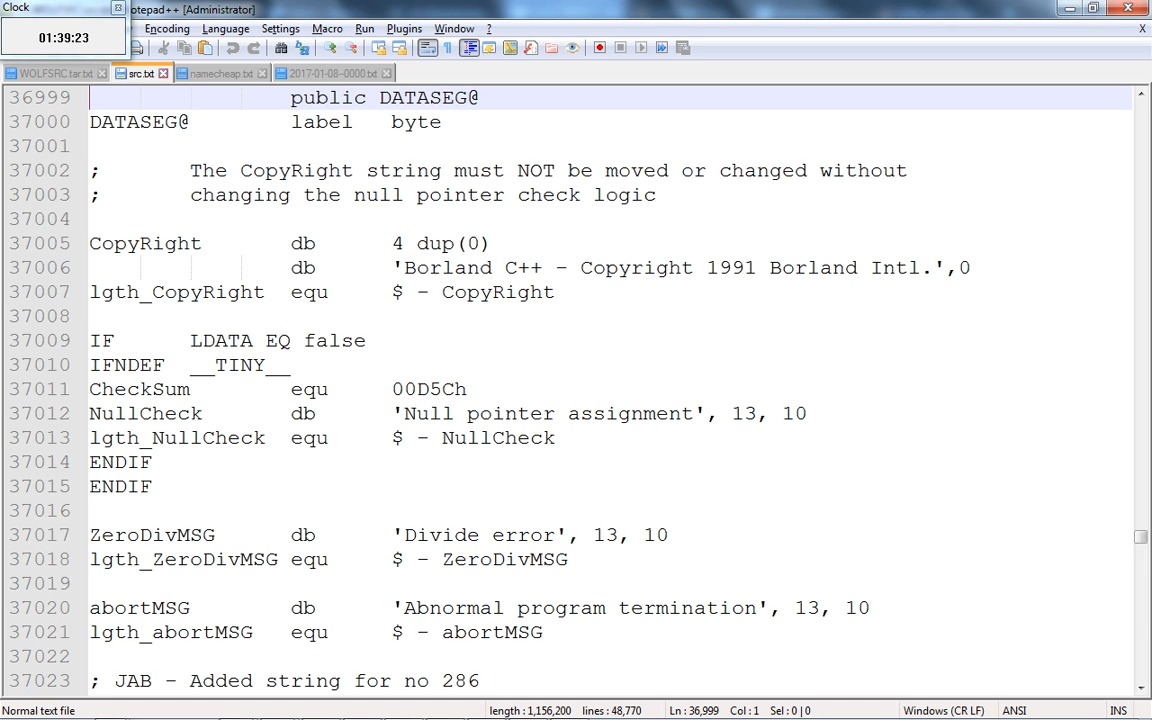 Clock
otepad++ [Administrator]
01:39:23
Encoding Language Settings Macro Run Plugins Window ? X
WOLFSRC.tar.txt src.txt namecheap.txt 2017-01-08--0000.txt
36999 public DATASEG@
37000 DATASEG@ label byte
37001
37002 ; The CopyRight string must NOT be moved or changed without
37003 ; changing the null pointer check logic
37004
37005 CopyRight db 4 dup(0)
37006 db 'Borland C++ - Copyright 1991 Borland Intl.',0
37007 lgth_CopyRight equ $ - CopyRight
37008
37009 IF LDATA EQ false
37010 IFNDEF __TINY__
37011 CheckSum equ 00D5Ch
37012 NullCheck db 'Null pointer assignment', 13, 10
37013 lgth_NullCheck equ $ - NullCheck
37014 ENDIF
37015 ENDIF
37016
37017 ZeroDivMSG db 'Divide error', 13, 10
37018 lgth_ZeroDivMSG equ $ - ZeroDivMSG
37019
37020 abortMSG db 'Abnormal program termination', 13, 10
37021 lgth_abortMSG equ $ - abortMSG
37022
37023 ; JAB - Added string for no 286
Normal text file length : 1,156,200 lines : 48,770 Ln : 36,999 Col : 1 Sel : 0 | 0 Windows (CR LF) ANSI INS